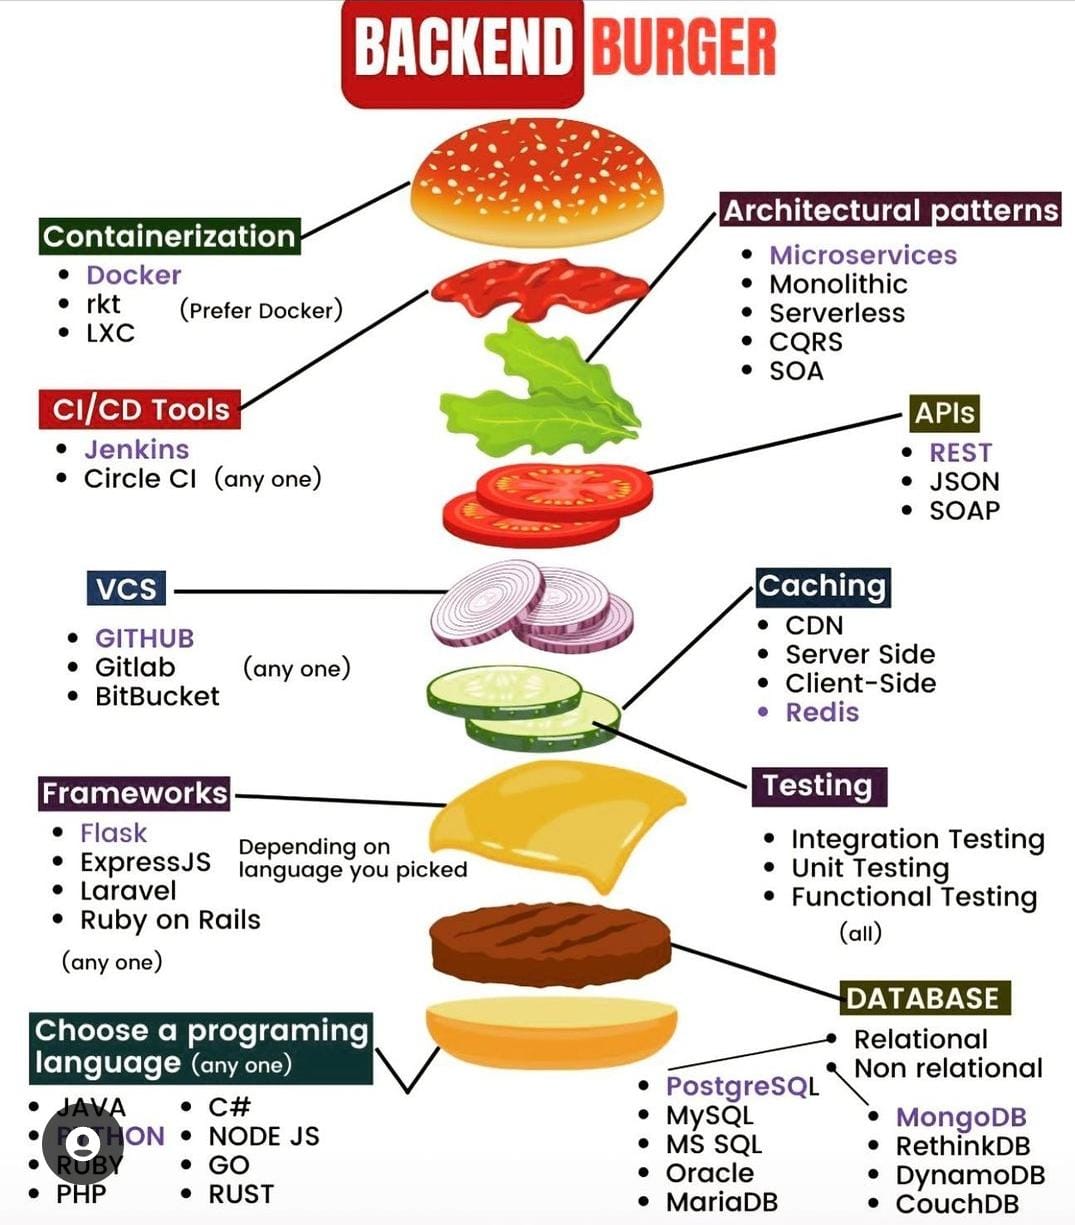 BACKEND BURGER
Containerization
Docker
rkt
(Prefer Docker)
LXC
Architectural patterns
Microservices
Monolithic
Serverless
CQRS
SOA
CI/CD Tools
Jenkins
Circle CI (any one)
APIs
REST
JSON
SOAP
VCS
GITHUB
Gitlab
(any one)
BitBucket
Caching
CDN
Server Side
Client-Side
Redis
Frameworks
Flask
ExpressJS
Laravel
Ruby on Rails
Depending on
language you picked
(any one)
Testing
Integration Testing
Unit Testing
Functional Testing
(all)
Choose a programing
language (any one)
JAVA
PYTHON
RUBY
PHP
C#
NODE JS
GO
RUST
DATABASE
Relational
Non relational
PostgreSQL
MySQL
MS SQL
Oracle
MariaDB
MongoDB
RethinkDB
DynamoDB
CouchDB